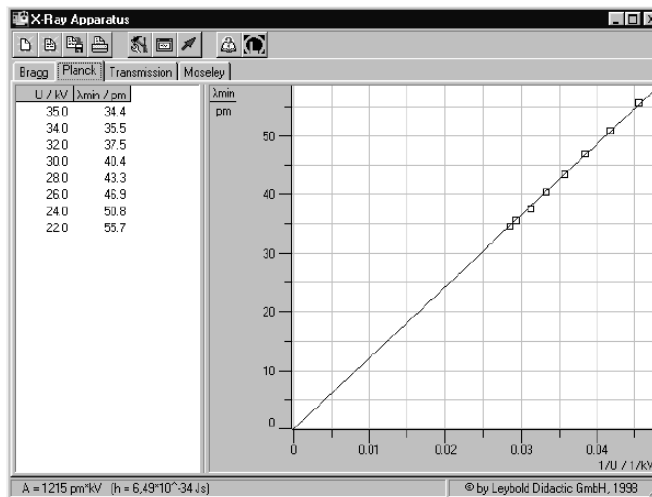 X-Ray Apparatus
Bragg Planck Transmission Moseley
U / kV λmin / pm
35.0 34.4
34.0 35.5
32.0 37.5
30.0 40.4
28.0 43.3
26.0 46.9
24.0 50.8
22.0 55.7
λmin
pm
50
40
30
20
10
0
0 0.01 0.02 0.03 0.04
1/U / 1/kV
A = 1215 pm*kV (h = 6,49*10^-34 Js)
© by Leybold Didactic GmbH, 1998